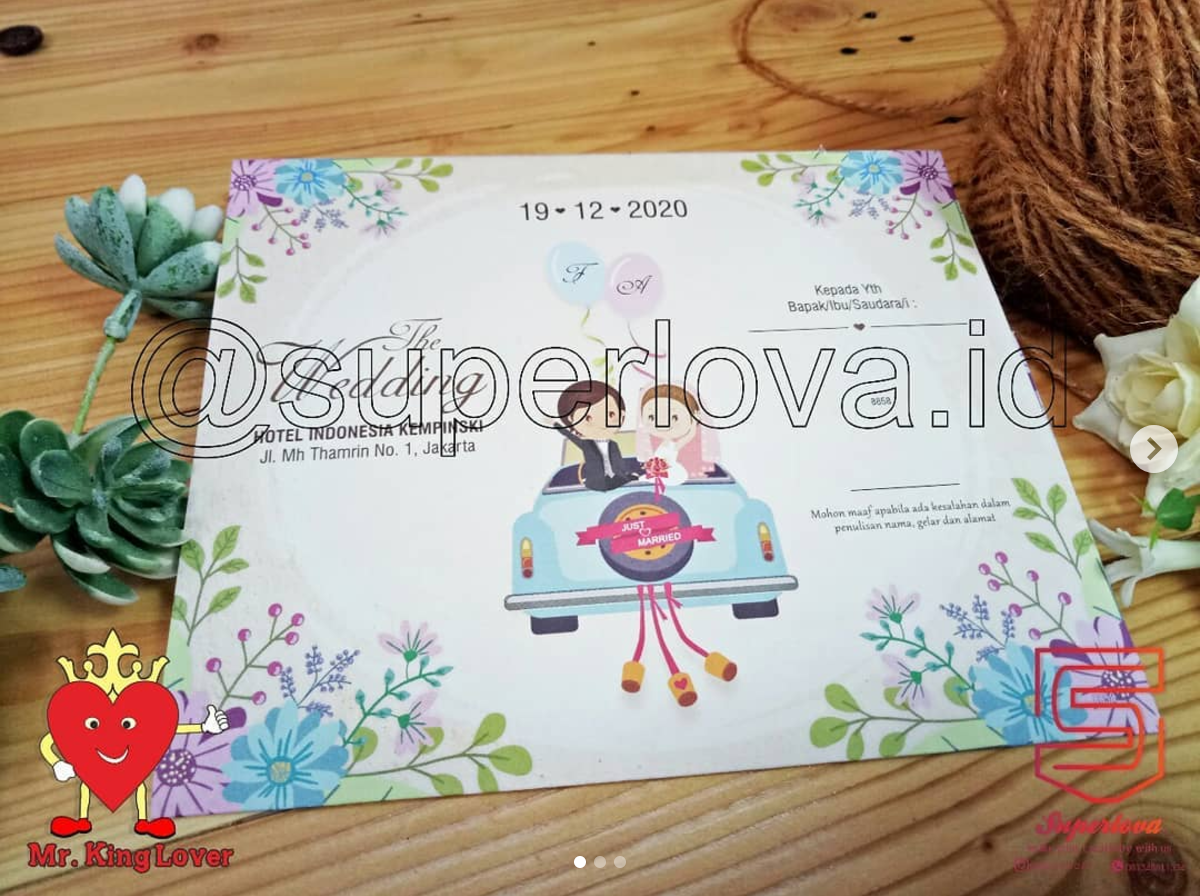 19 ❤ 12 ❤ 2020
F A
The
Wedding
HOTEL INDONESIA KEMPINSKI
Jl. Mh Thamrin No. 1, Jakarta
Kepada Yth
Bapak/Ibu/Saudara/i :
@superlova.id
8858
JUST
MARRIED
Mohon maaf apabila ada kesalahan dalam
penulisan nama, gelar dan alamat
Mr. King Lover
S
Superlova
with us